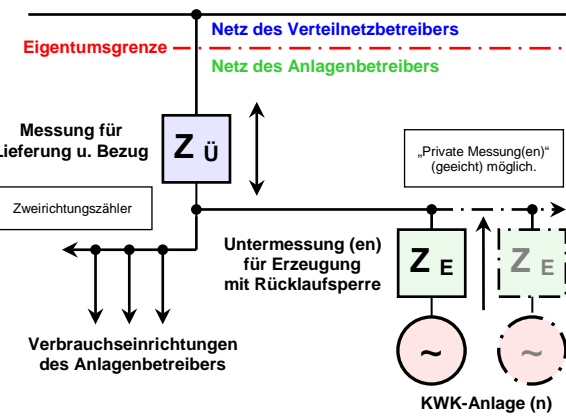 Netz des Verteilnetzbetreibers
Eigentumsgrenze
Netz des Anlagenbetreibers
Messung für
Lieferung u. Bezug
Z Ü
„Private Messung(en)“
(geeicht) möglich.
Zweirichtungszähler
Untermessung (en)
für Erzeugung
mit Rücklaufsperre
Z E
Z E
~
~
Verbrauchseinrichtungen
des Anlagenbetreibers
KWK-Anlage (n)